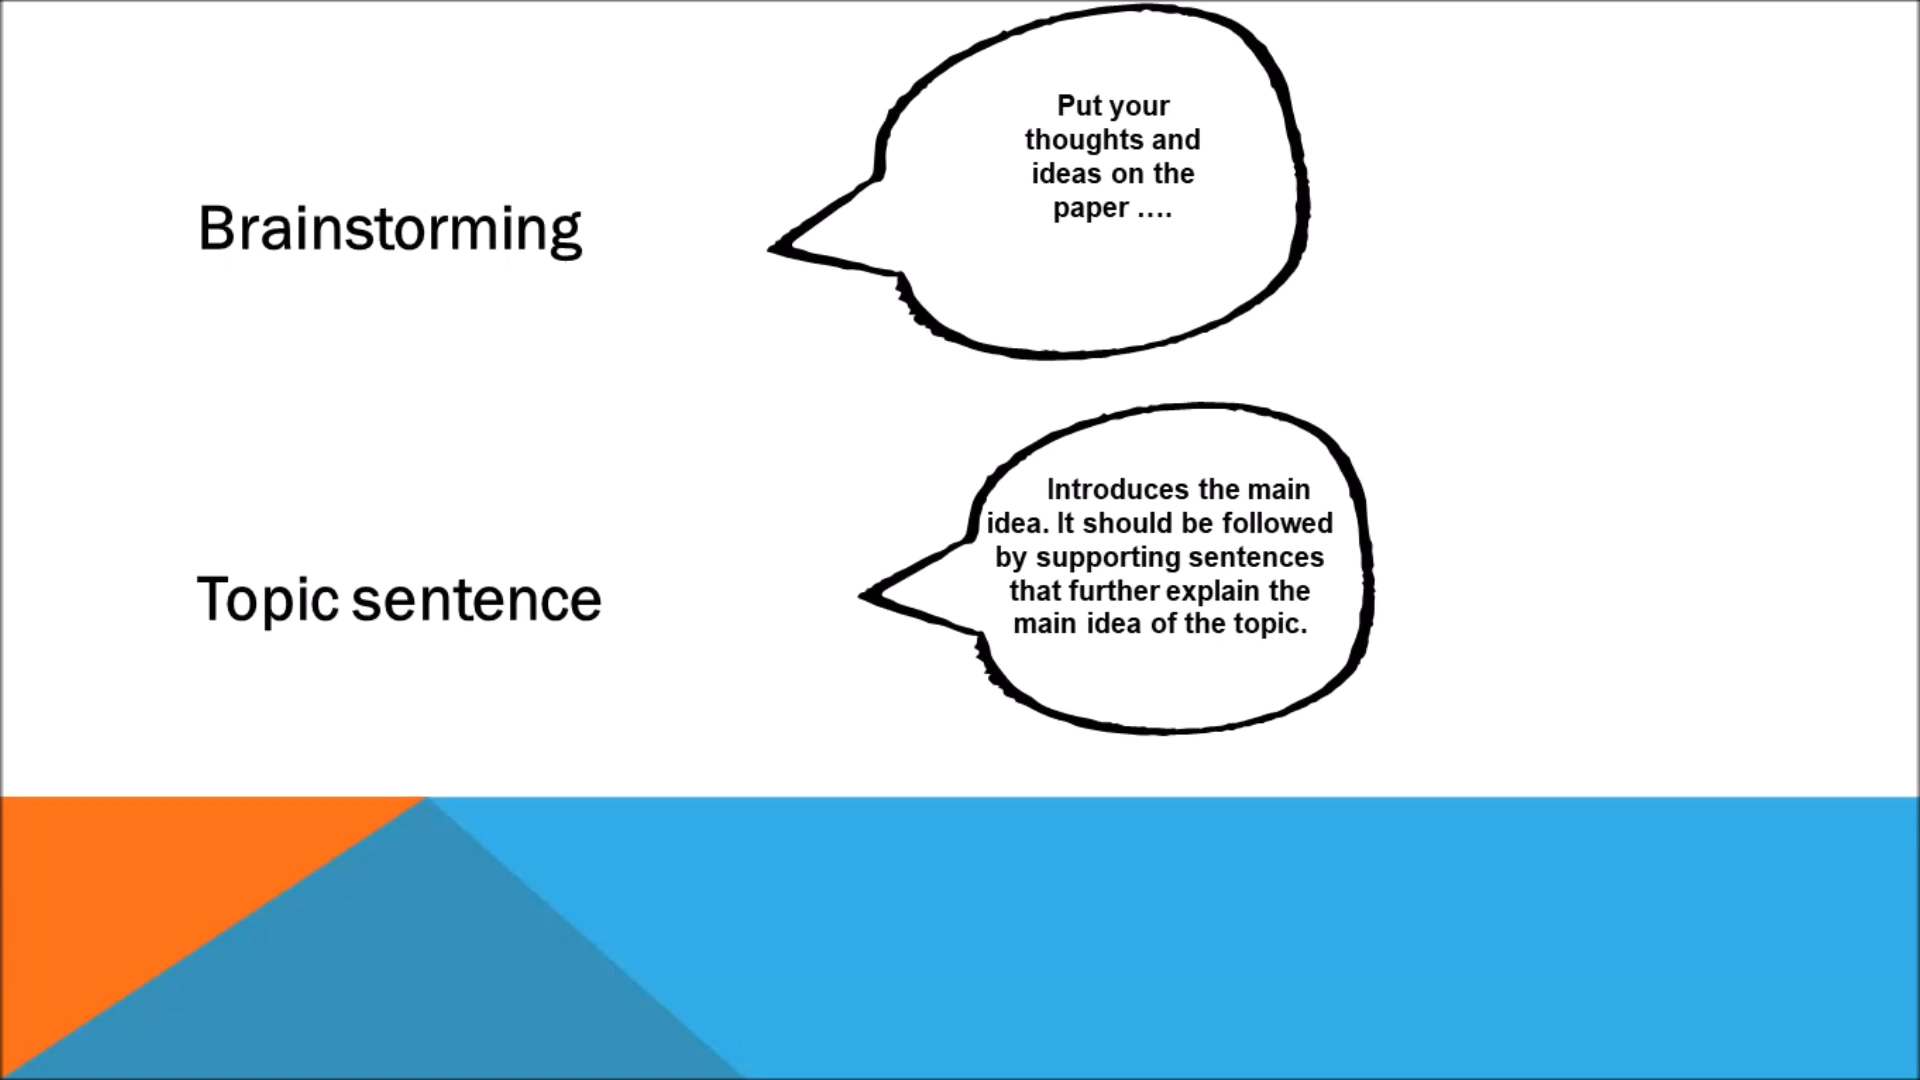 Put your
thoughts and
ideas on the
paper ....
Brainstorming
Introduces the main
idea. It should be followed
by supporting sentences
that further explain the
main idea of the topic.
Topic sentence